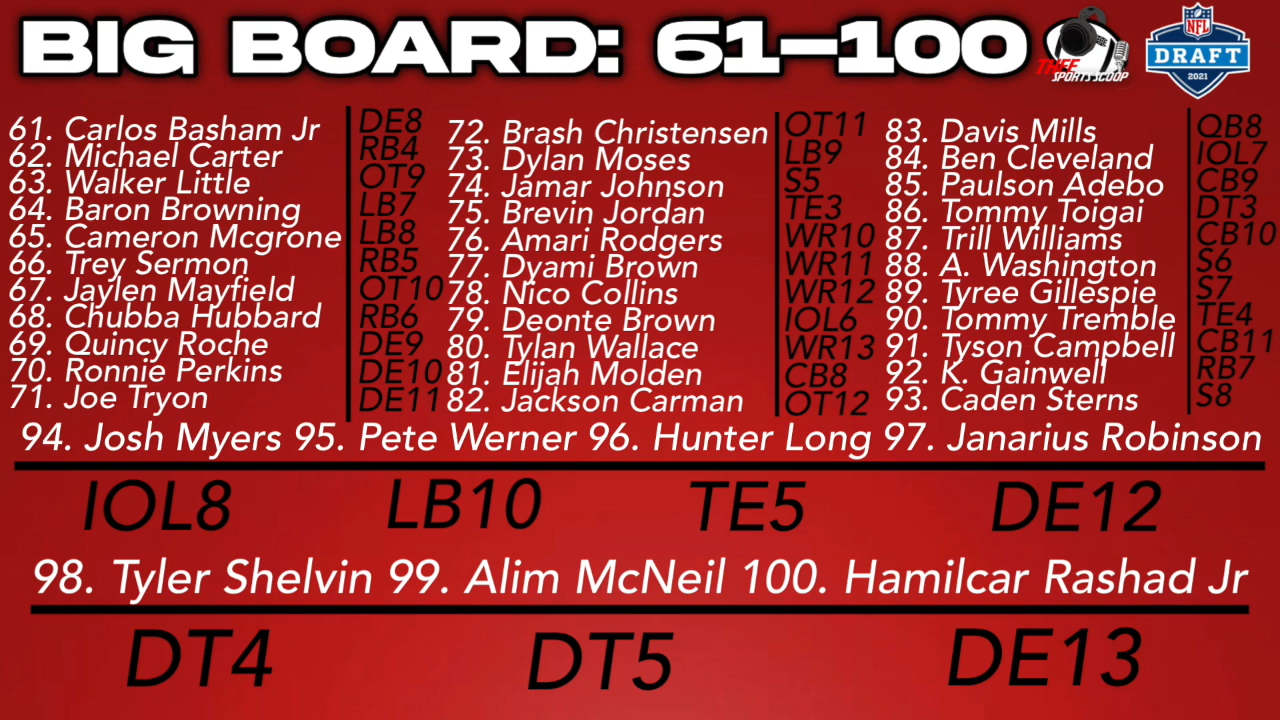 BIG BOARD: 61–100
THEE SPORTS SCOOP
NFL
DRAFT
2021
61. Carlos Basham Jr DE8
62. Michael Carter RB4
63. Walker Little OT9
64. Baron Browning LB7
65. Cameron Mcgrone LB8
66. Trey Sermon RB5
67. Jaylen Mayfield OT10
68. Chubba Hubbard RB6
69. Quincy Roche DE9
70. Ronnie Perkins DE10
71. Joe Tryon DE11
72. Brash Christensen OT11
73. Dylan Moses LB9
74. Jamar Johnson S5
75. Brevin Jordan TE3
76. Amari Rodgers WR10
77. Dyami Brown WR11
78. Nico Collins WR12
79. Deonte Brown IOL6
80. Tylan Wallace WR13
81. Elijah Molden CB8
82. Jackson Carman OT12
83. Davis Mills QB8
84. Ben Cleveland IOL7
85. Paulson Adebo CB9
86. Tommy Toigai DT3
87. Trill Williams CB10
88. A. Washington S6
89. Tyree Gillespie S7
90. Tommy Tremble TE4
91. Tyson Campbell CB11
92. K. Gainwell RB7
93. Caden Sterns S8
94. Josh Myers 95. Pete Werner 96. Hunter Long 97. Janarius Robinson
IOL8 LB10 TE5 DE12
98. Tyler Shelvin 99. Alim McNeil 100. Hamilcar Rashad Jr
DT4 DT5 DE13